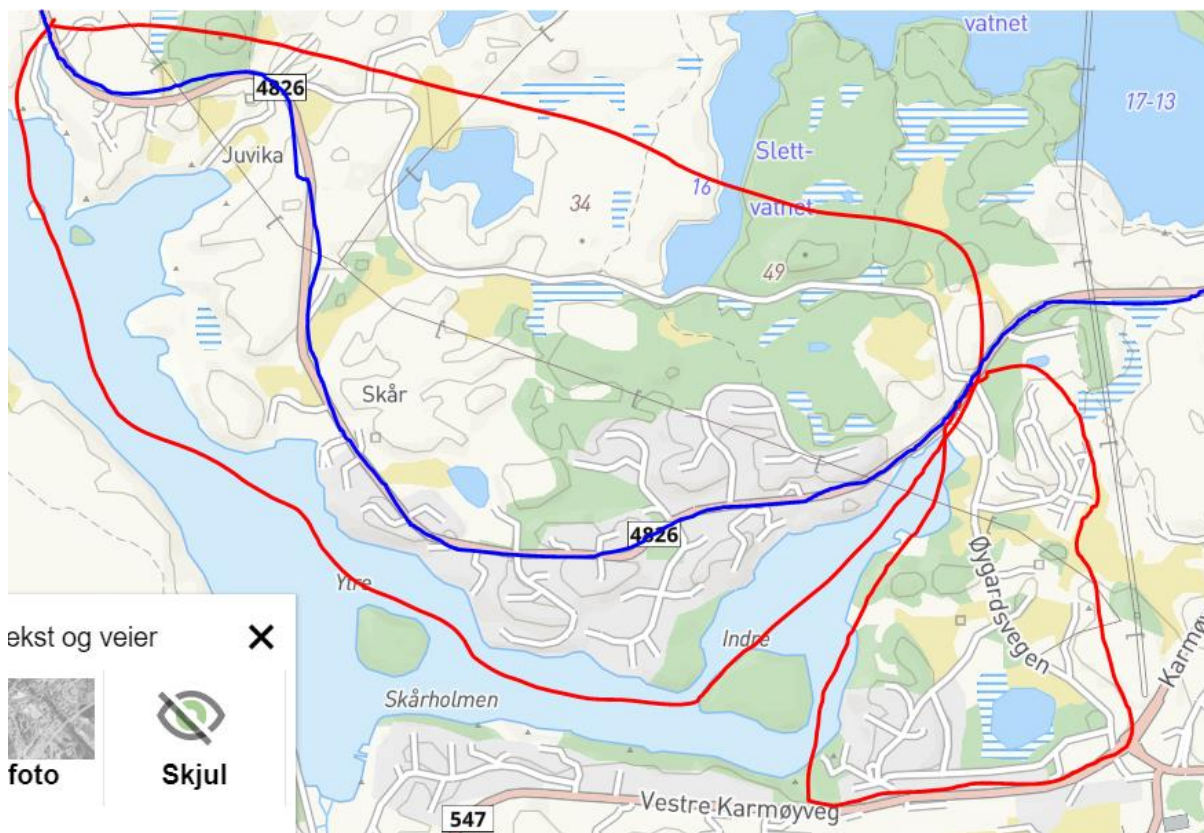 vatnet
17-13
4826
Juvika
Slett-
16
34
vatnet
49
Skår
4826
Ytre
Indre
Øygardsvegen
Skårholmen
Karmøy
ekst og veier
foto
Skjul
Vestre Karmøyveg
547